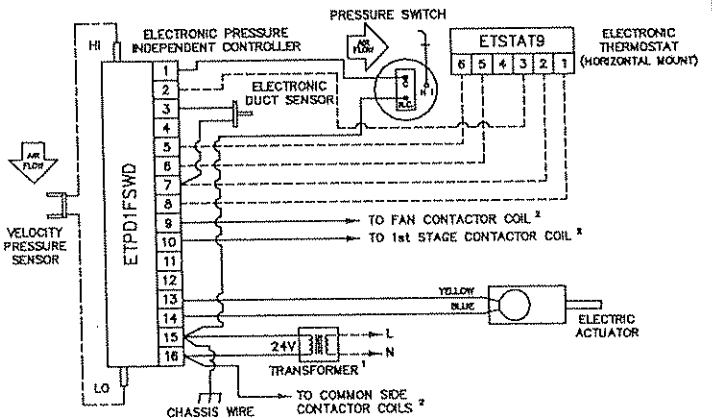 PRESSURE SWITCH
ELECTRONIC PRESSURE
INDEPENDENT CONTROLLER
HI
AIR
FLOW
ETSTAT9
6 5 4 3 2 1
ELECTRONIC
THERMOSTAT
(HORIZONTAL MOUNT)
C
N.C.
H I
ELECTRONIC
DUCT SENSOR
1
2
3
4
5
6
7
8
9
10
11
12
13
14
15
16
ETPD1FSWD
AIR
FLOW
VELOCITY
PRESSURE
SENSOR
TO FAN CONTACTOR COIL 2
TO 1st STAGE CONTACTOR COIL 2
YELLOW
BLUE
ELECTRIC
ACTUATOR
24V
L
N
TRANSFORMER 1
LO
CHASSIS WIRE
TO COMMON SIDE
CONTACTOR COILS 2